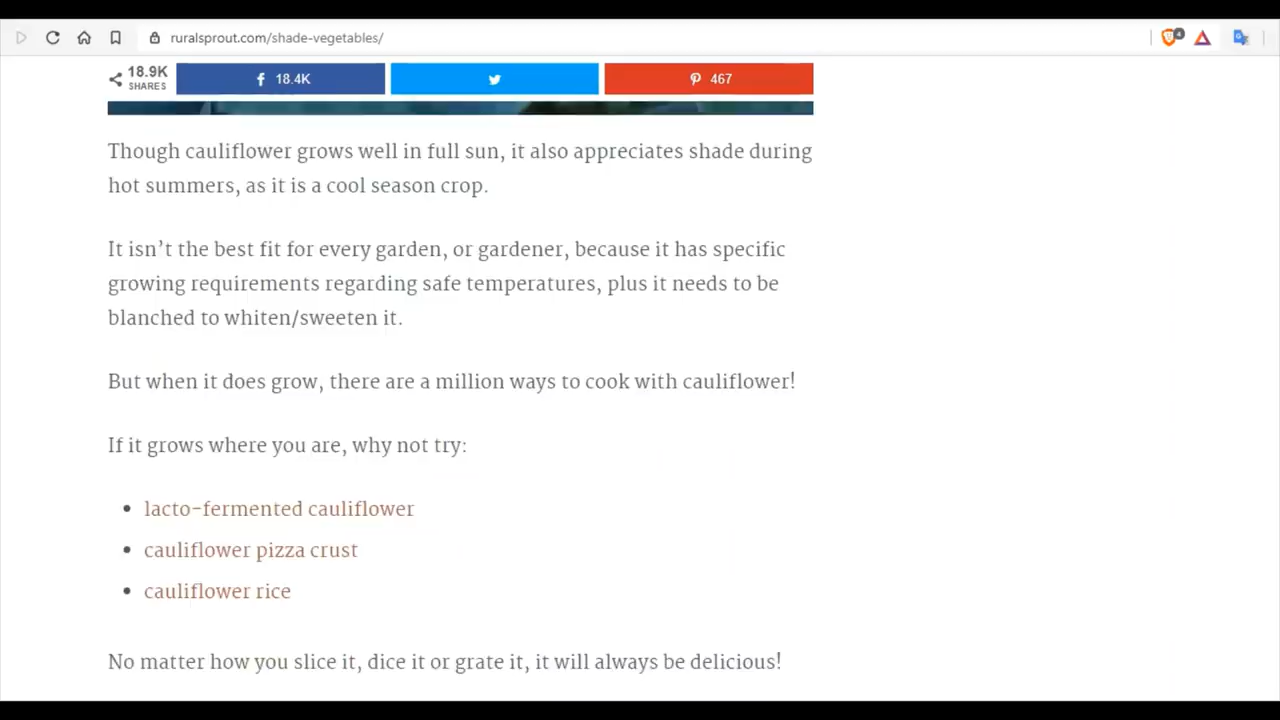 ruralsprout.com/shade-vegetables/
4
18.9K
SHARES
18.4K
467
Though cauliflower grows well in full sun, it also appreciates shade during
hot summers, as it is a cool season crop.
It isn’t the best fit for every garden, or gardener, because it has specific
growing requirements regarding safe temperatures, plus it needs to be
blanched to whiten/sweeten it.
But when it does grow, there are a million ways to cook with cauliflower!
If it grows where you are, why not try:
• lacto-fermented cauliflower
• cauliflower pizza crust
• cauliflower rice
No matter how you slice it, dice it or grate it, it will always be delicious!